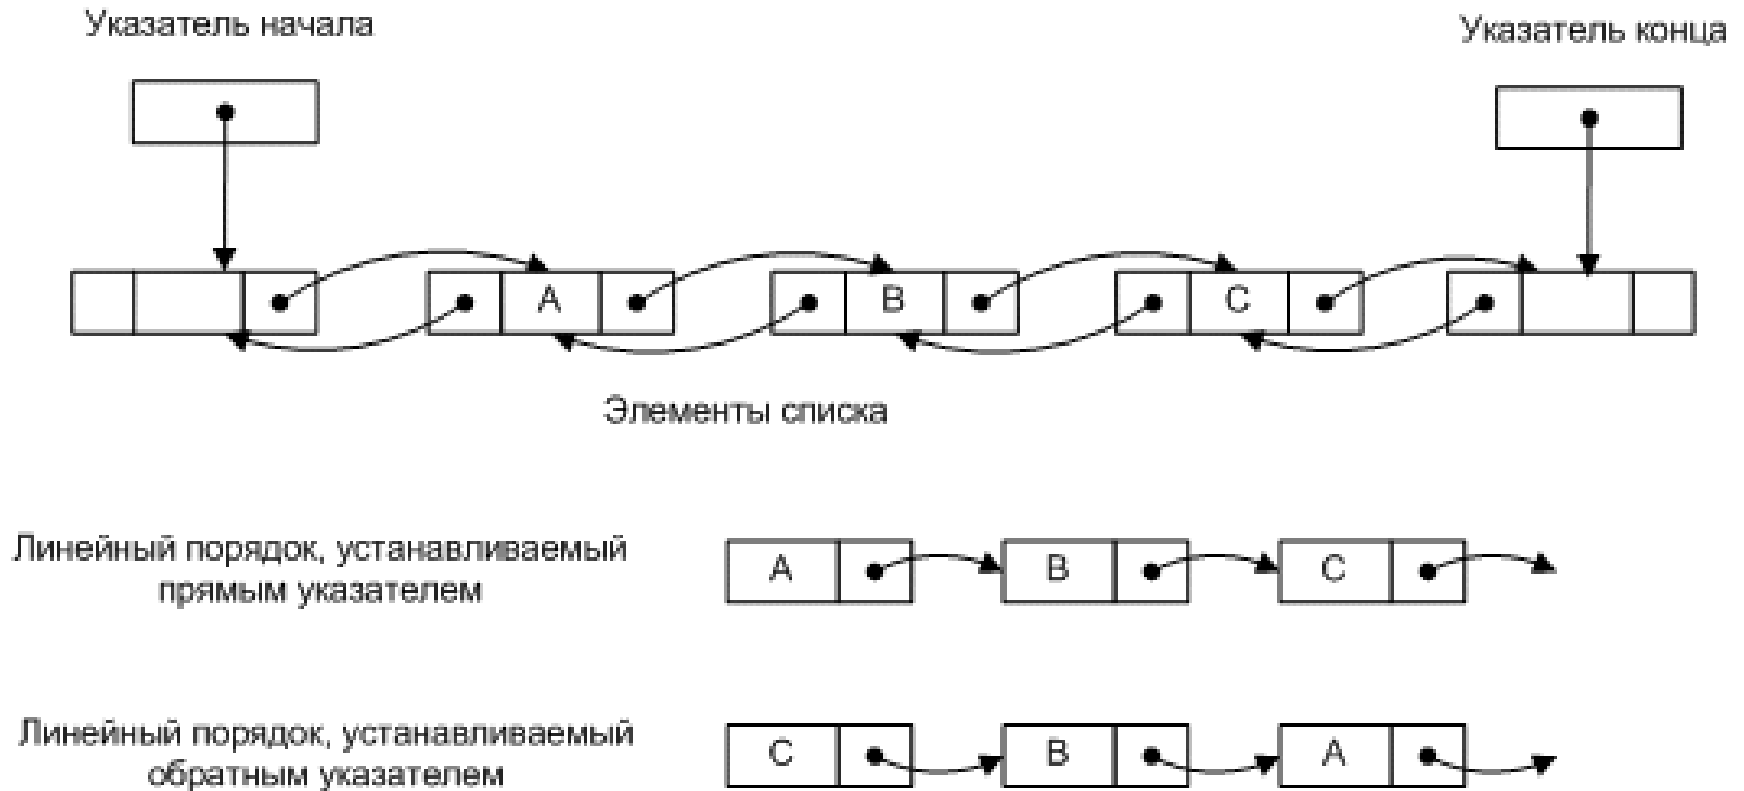 Указатель начала
Указатель конца
A
B
C
Элементы списка
Линейный порядок, устанавливаемый
прямым указателем
A
B
C
Линейный порядок, устанавливаемый
обратным указателем
C
B
A